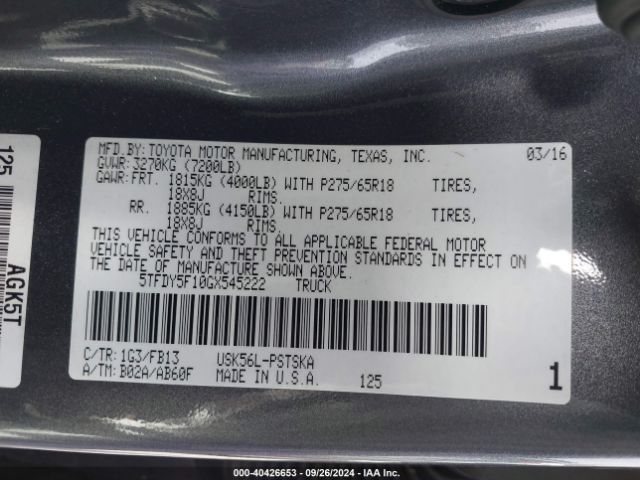 MFD.BY:TOYOTA MOTOR MANUFACTURING, TEXAS, INC. 03/16
GVWR:3270KG (7200LB)
GAWR:FRT. 1815KG (4000LB) WITH P275/65R18 TIRES,
18X8J RIMS.
RR. 1885KG (4150LB) WITH P275/65R18 TIRES,
18X8J RIMS.
THIS VEHICLE CONFORMS TO ALL APPLICABLE FEDERAL MOTOR
VEHICLE SAFETY AND THEFT PREVENTION STANDARDS IN EFFECT ON
THE DATE OF MANUFACTURE SHOWN ABOVE.
5TFDY5F10GX545222 TRUCK
C/TR:1G3/FB13 USK56L-PSTSKA
A/TM:B02A/AB60F MADE IN U.S.A. 125 1
125
AGK5T
000-40426653 - 09/26/2024 - IAAI.COM